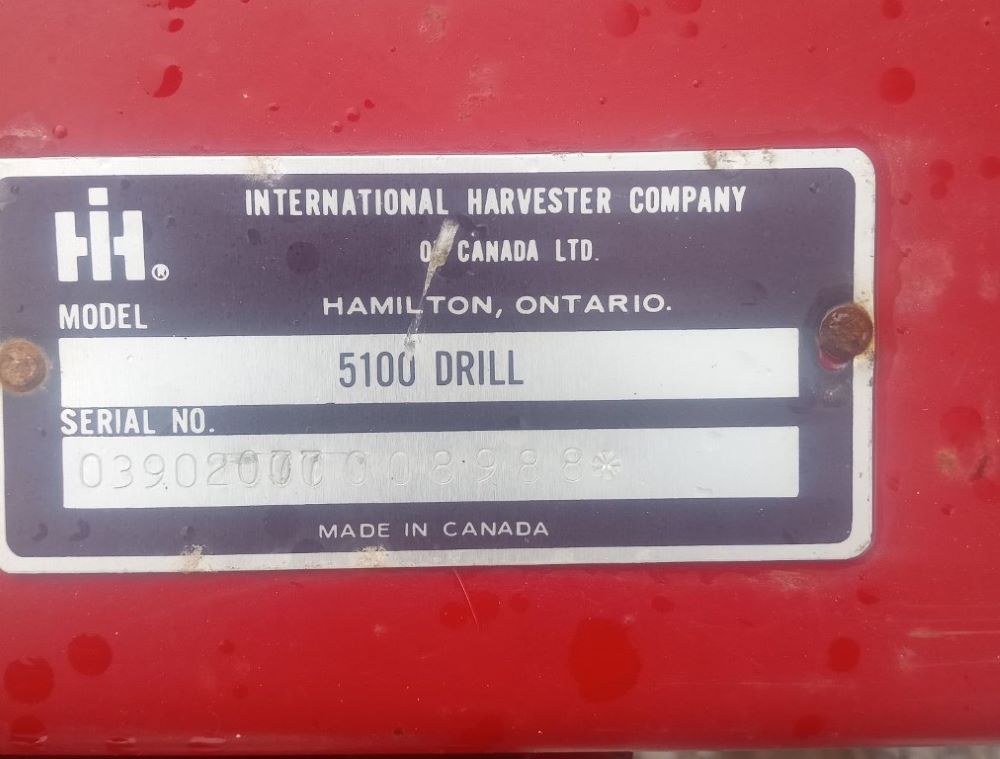 IH®
INTERNATIONAL HARVESTER COMPANY
OF CANADA LTD.
HAMILTON, ONTARIO.
MODEL
5100 DRILL
SERIAL NO.
MADE IN CANADA